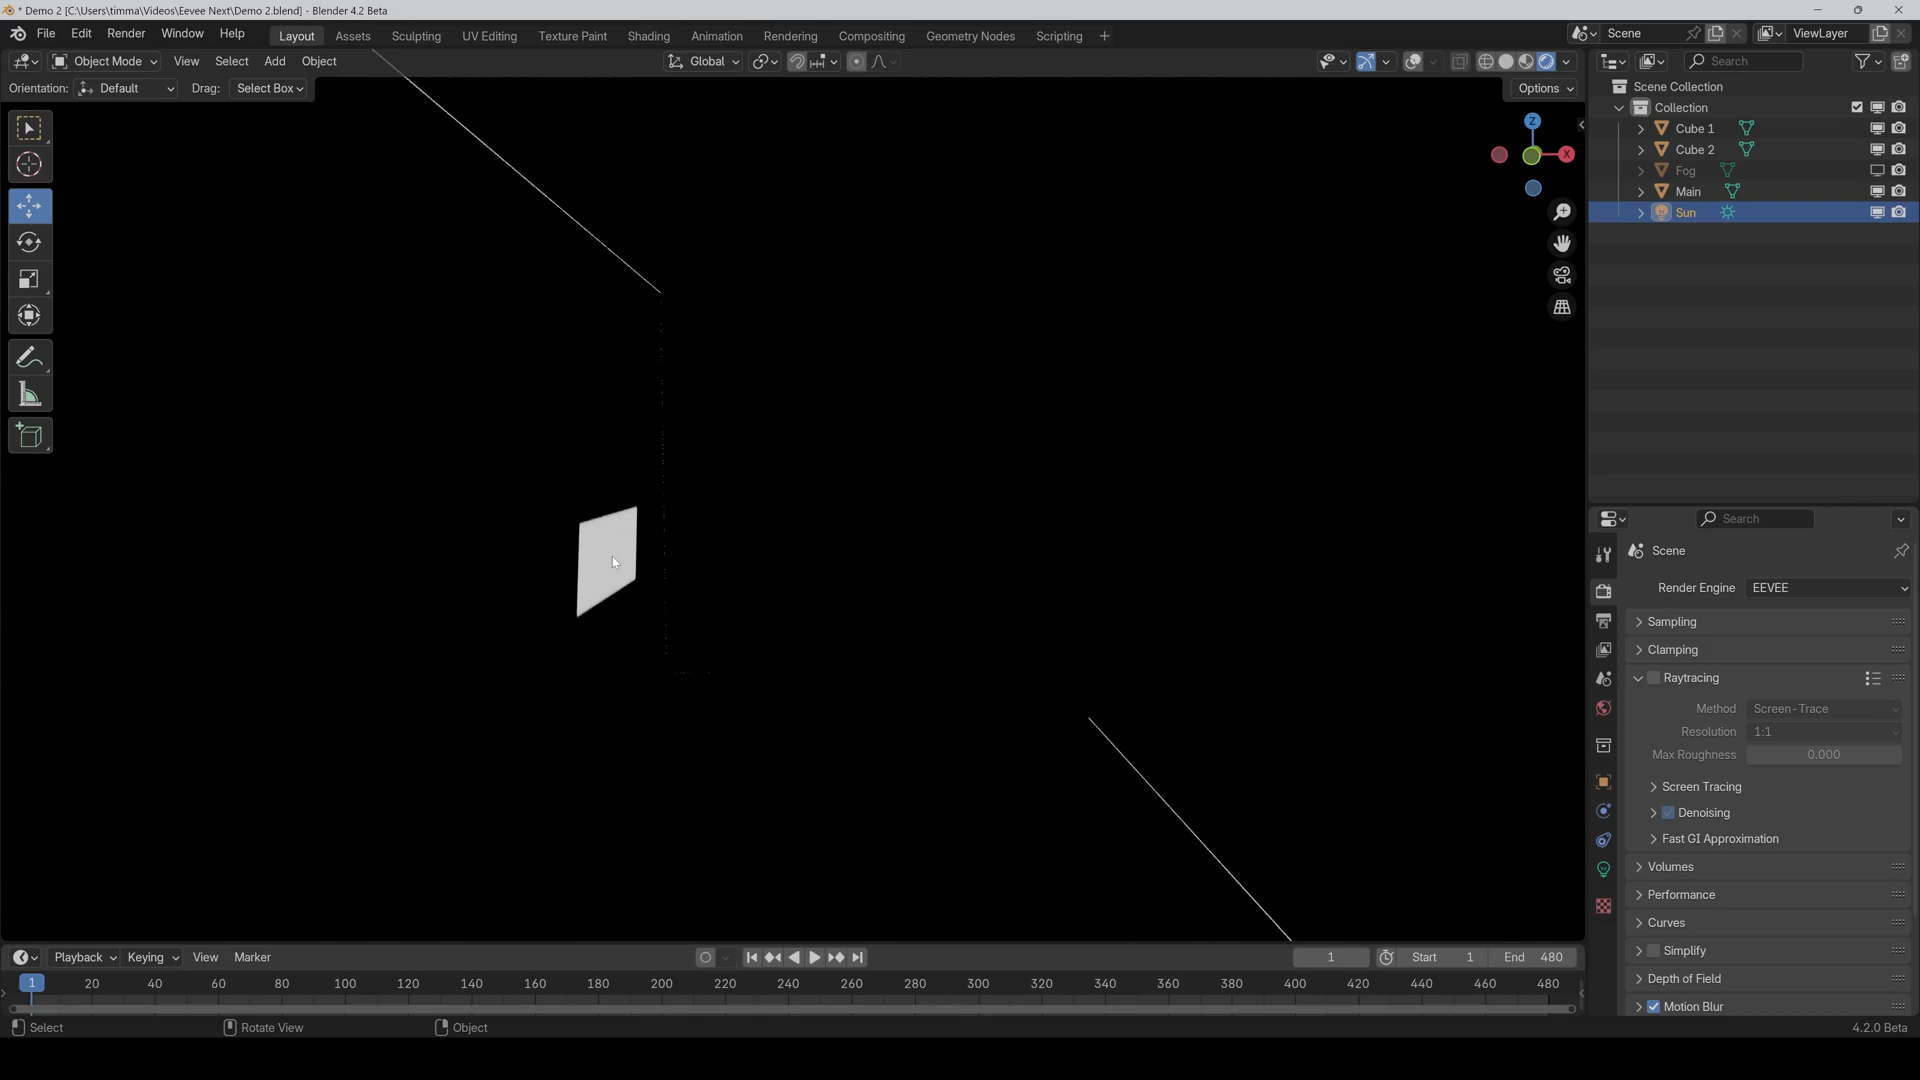 * Demo 2 [C:\Users\timma\Videos\Eevee Next\Demo 2.blend] - Blender 4.2 Beta
File Edit Render Window Help Layout Assets Sculpting UV Editing Texture Paint Shading Animation Rendering Compositing Geometry Nodes Scripting + Scene ViewLayer
Object Mode View Select Add Object Global Search
Orientation: Default Drag: Select Box Options
Z
X
Scene Collection
Collection
Cube 1
Cube 2
Fog
Main
Sun
Search
Scene
Render Engine EEVEE
Sampling
Clamping
Raytracing
Method Screen-Trace
Resolution 1:1
Max Roughness 0.000
Screen Tracing
Denoising
Fast GI Approximation
Volumes
Performance
Curves
Simplify
Depth of Field
Motion Blur
Playback Keying View Marker 1 Start 1 End 480
1 20 40 60 80 100 120 140 160 180 200 220 240 260 280 300 320 340 360 380 400 420 440 460 480
Select Rotate View Object 4.2.0 Beta